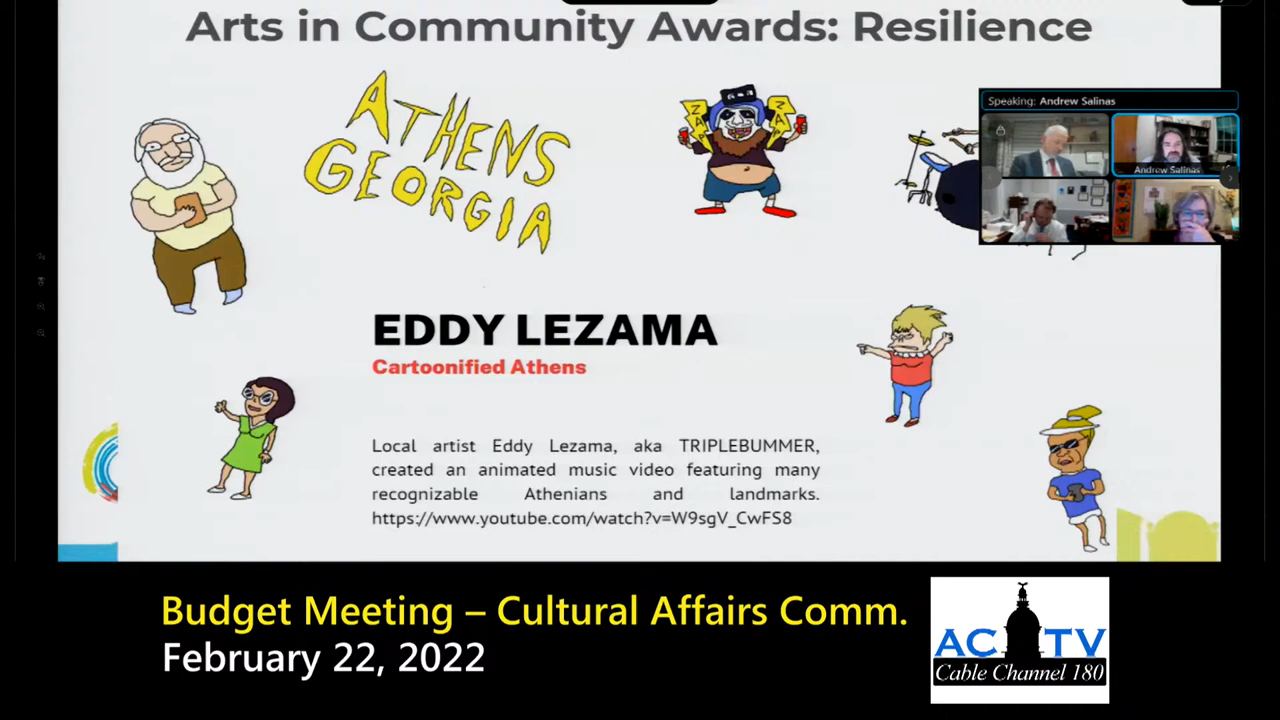 Arts in Community Awards: Resilience
ATHENS
GEORGIA
ZAP
ZAP
Speaking: Andrew Salinas
Andrew Salinas
EDDY LEZAMA
Cartoonified Athens
Local artist Eddy Lezama, aka TRIPLEBUMMER,
created an animated music video featuring many
recognizable Athenians and landmarks.
https://www.youtube.com/watch?v=W9sgV_CwFS8
Budget Meeting – Cultural Affairs Comm.
February 22, 2022
ACTV
Cable Channel 180